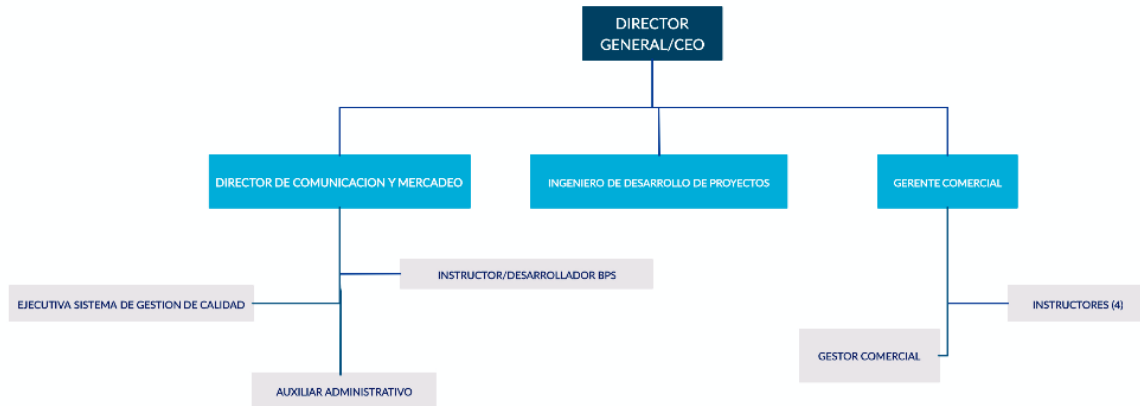 DIRECTOR
GENERAL/CEO
DIRECTOR DE COMUNICACION Y MERCADEO
INGENIERO DE DESARROLLO DE PROYECTOS
GERENTE COMERCIAL
INSTRUCTOR/DESARROLLADOR BPS
EJECUTIVA SISTEMA DE GESTION DE CALIDAD
INSTRUCTORES (4)
GESTOR COMERCIAL
AUXILIAR ADMINISTRATIVO